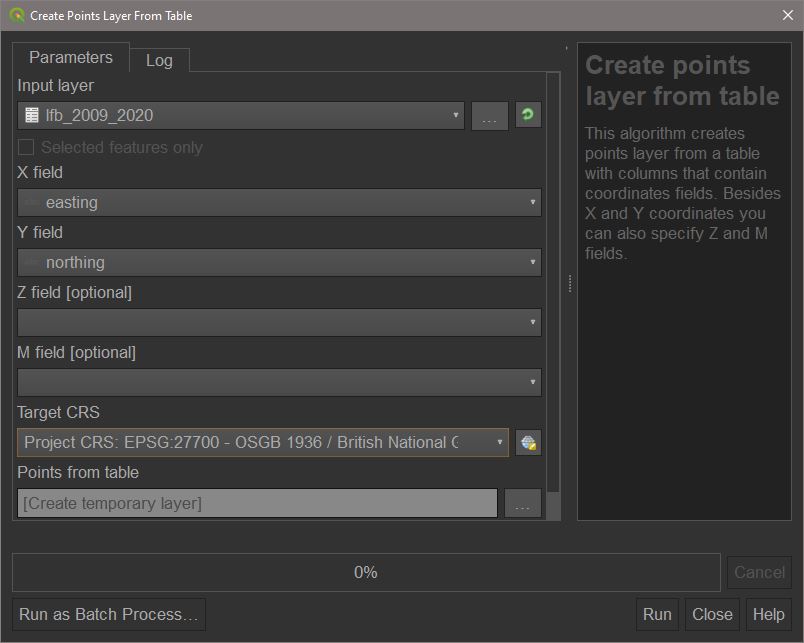 Create Points Layer From Table
Parameters
Log
Input layer
lfb_2009_2020
...
Selected features only
X field
abc easting
Y field
abc northing
Z field [optional]
M field [optional]
Target CRS
Project CRS: EPSG:27700 - OSGB 1936 / British National G
Points from table
[Create temporary layer]
...
Create points
layer from table
This algorithm creates
points layer from a table
with columns that contain
coordinates fields. Besides
X and Y coordinates you
can also specify Z and M
fields.
0%
Cancel
Run as Batch Process...
Run
Close
Help